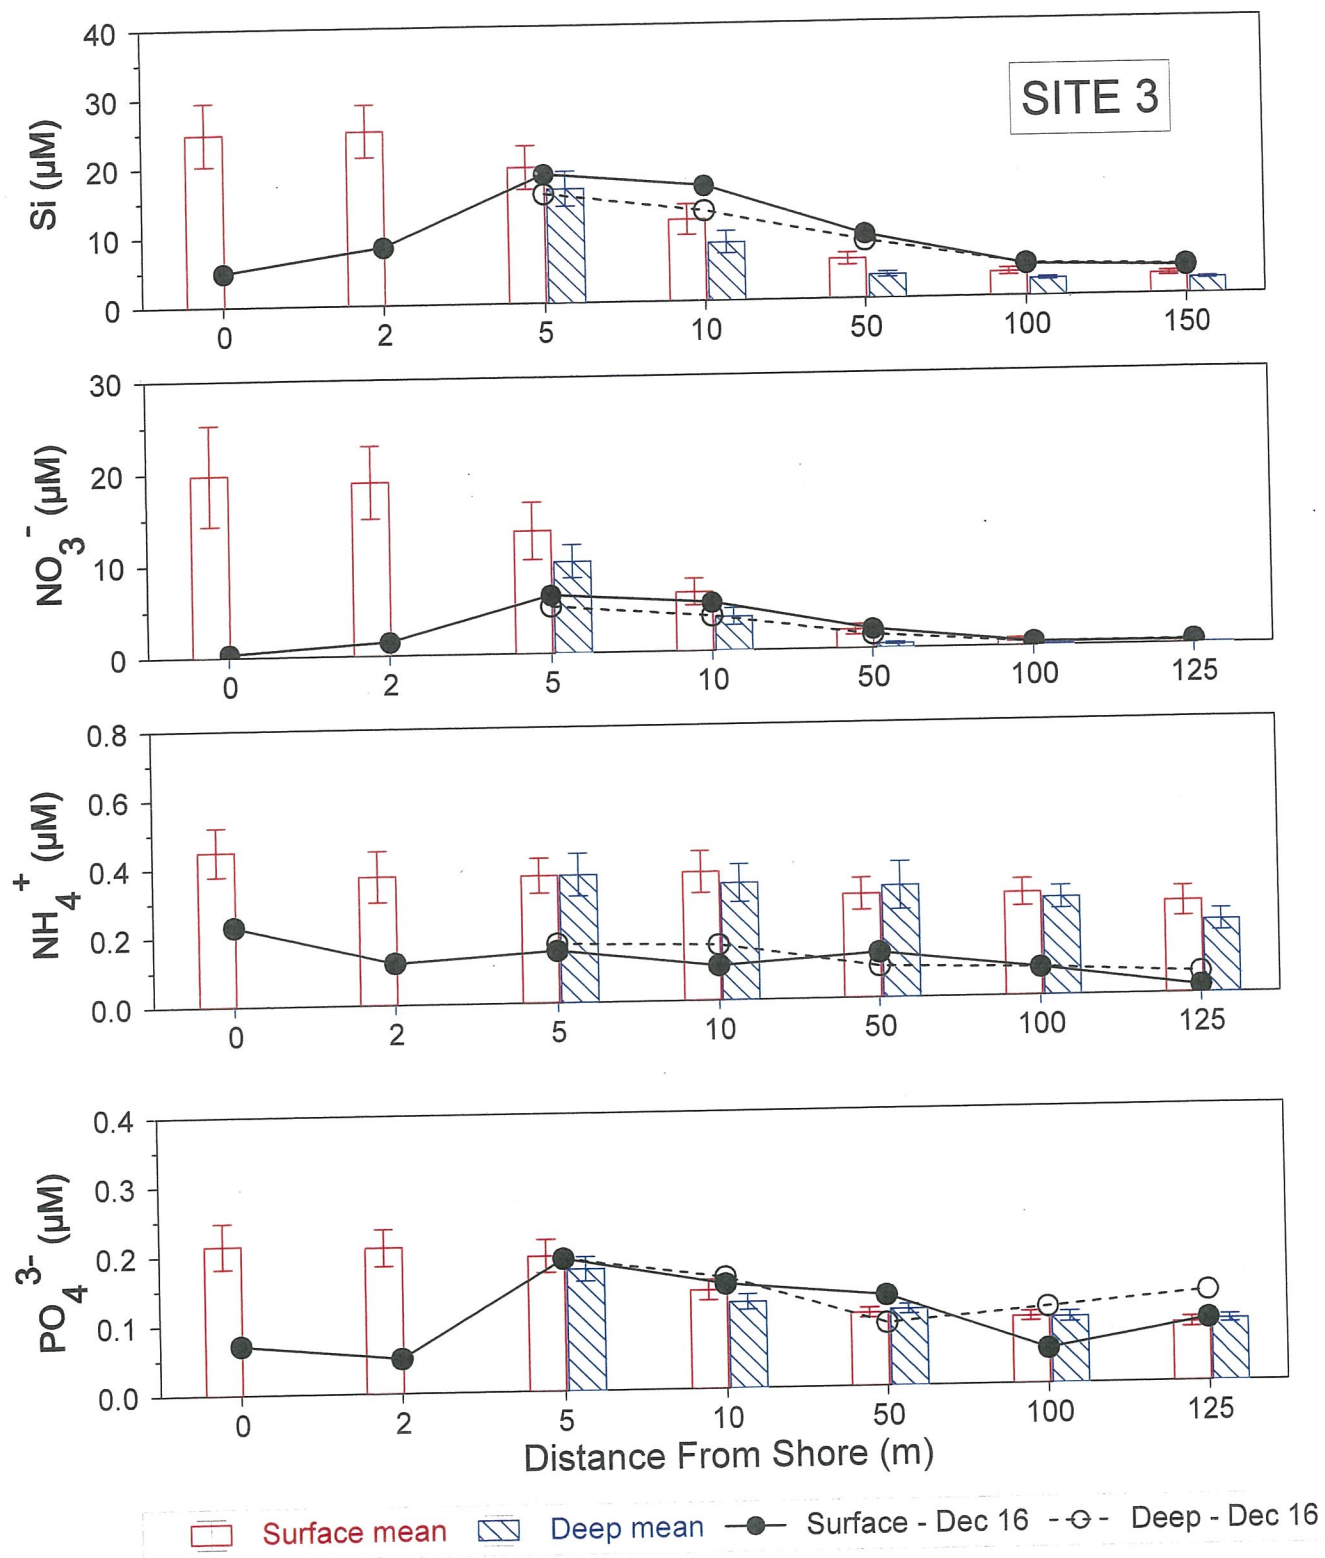 SITE 3
Si (µM)
40
30
20
10
0
0 2 5 10 50 100 150
NO3- (µM)
30
20
10
0
0 2 5 10 50 100 125
NH4+ (µM)
0.8
0.6
0.4
0.2
0.0
0 2 5 10 50 100 125
PO43- (µM)
0.4
0.3
0.2
0.1
0.0
0 2 5 10 50 100 125
Distance From Shore (m)
Surface mean Deep mean Surface - Dec 16 Deep - Dec 16